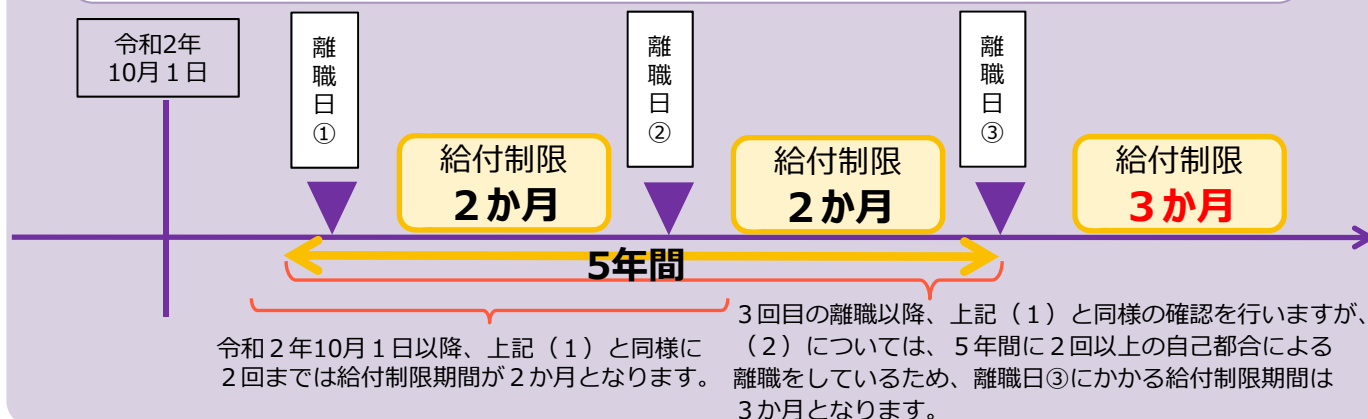 令和2年
10月１日
離職日①
離職日②
離職日③
給付制限
２か月
給付制限
２か月
給付制限
３か月
5年間
令和２年10月１日以降、上記（１）と同様に
２回までは給付制限期間が２か月となります。
３回目の離職以降、上記（１）と同様の確認を行いますが、
（２）については、５年間に２回以上の自己都合による
離職をしているため、離職日③にかかる給付制限期間は
３か月となります。